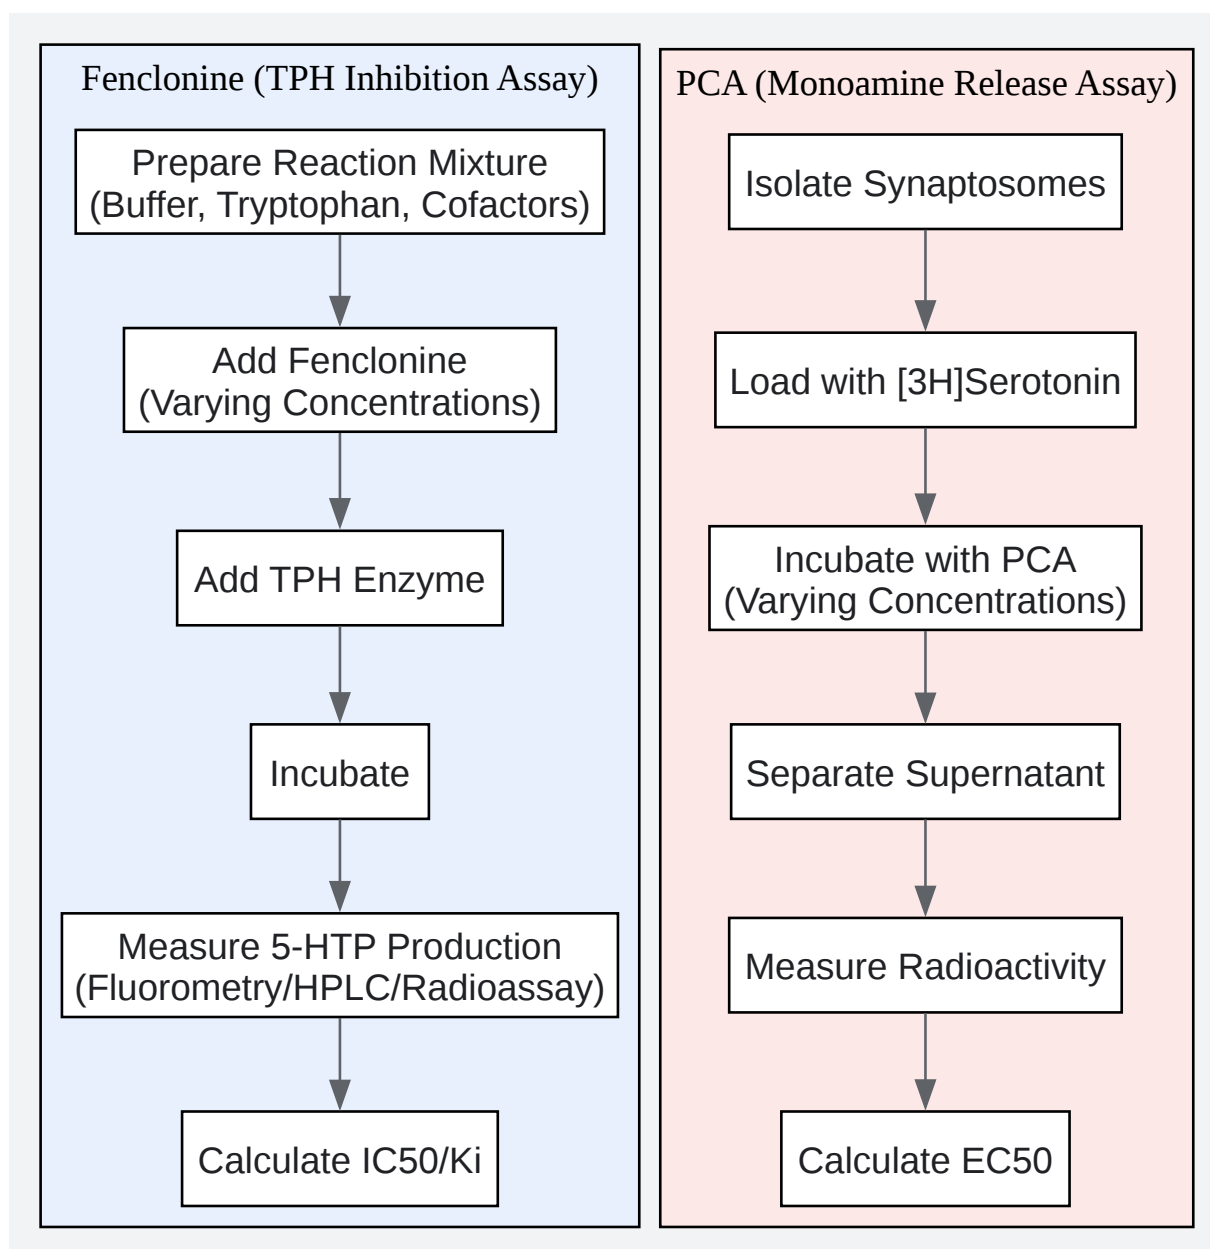 Fenclonine (TPH Inhibition Assay)
Prepare Reaction Mixture
(Buffer, Tryptophan, Cofactors)
Add Fenclonine
(Varying Concentrations)
Add TPH Enzyme
Incubate
Measure 5-HTP Production
(Fluorometry/HPLC/Radioassay)
Calculate IC50/Ki
PCA (Monoamine Release Assay)
Isolate Synaptosomes
Load with [3H]Serotonin
Incubate with PCA
(Varying Concentrations)
Separate Supernatant
Measure Radioactivity
Calculate EC50